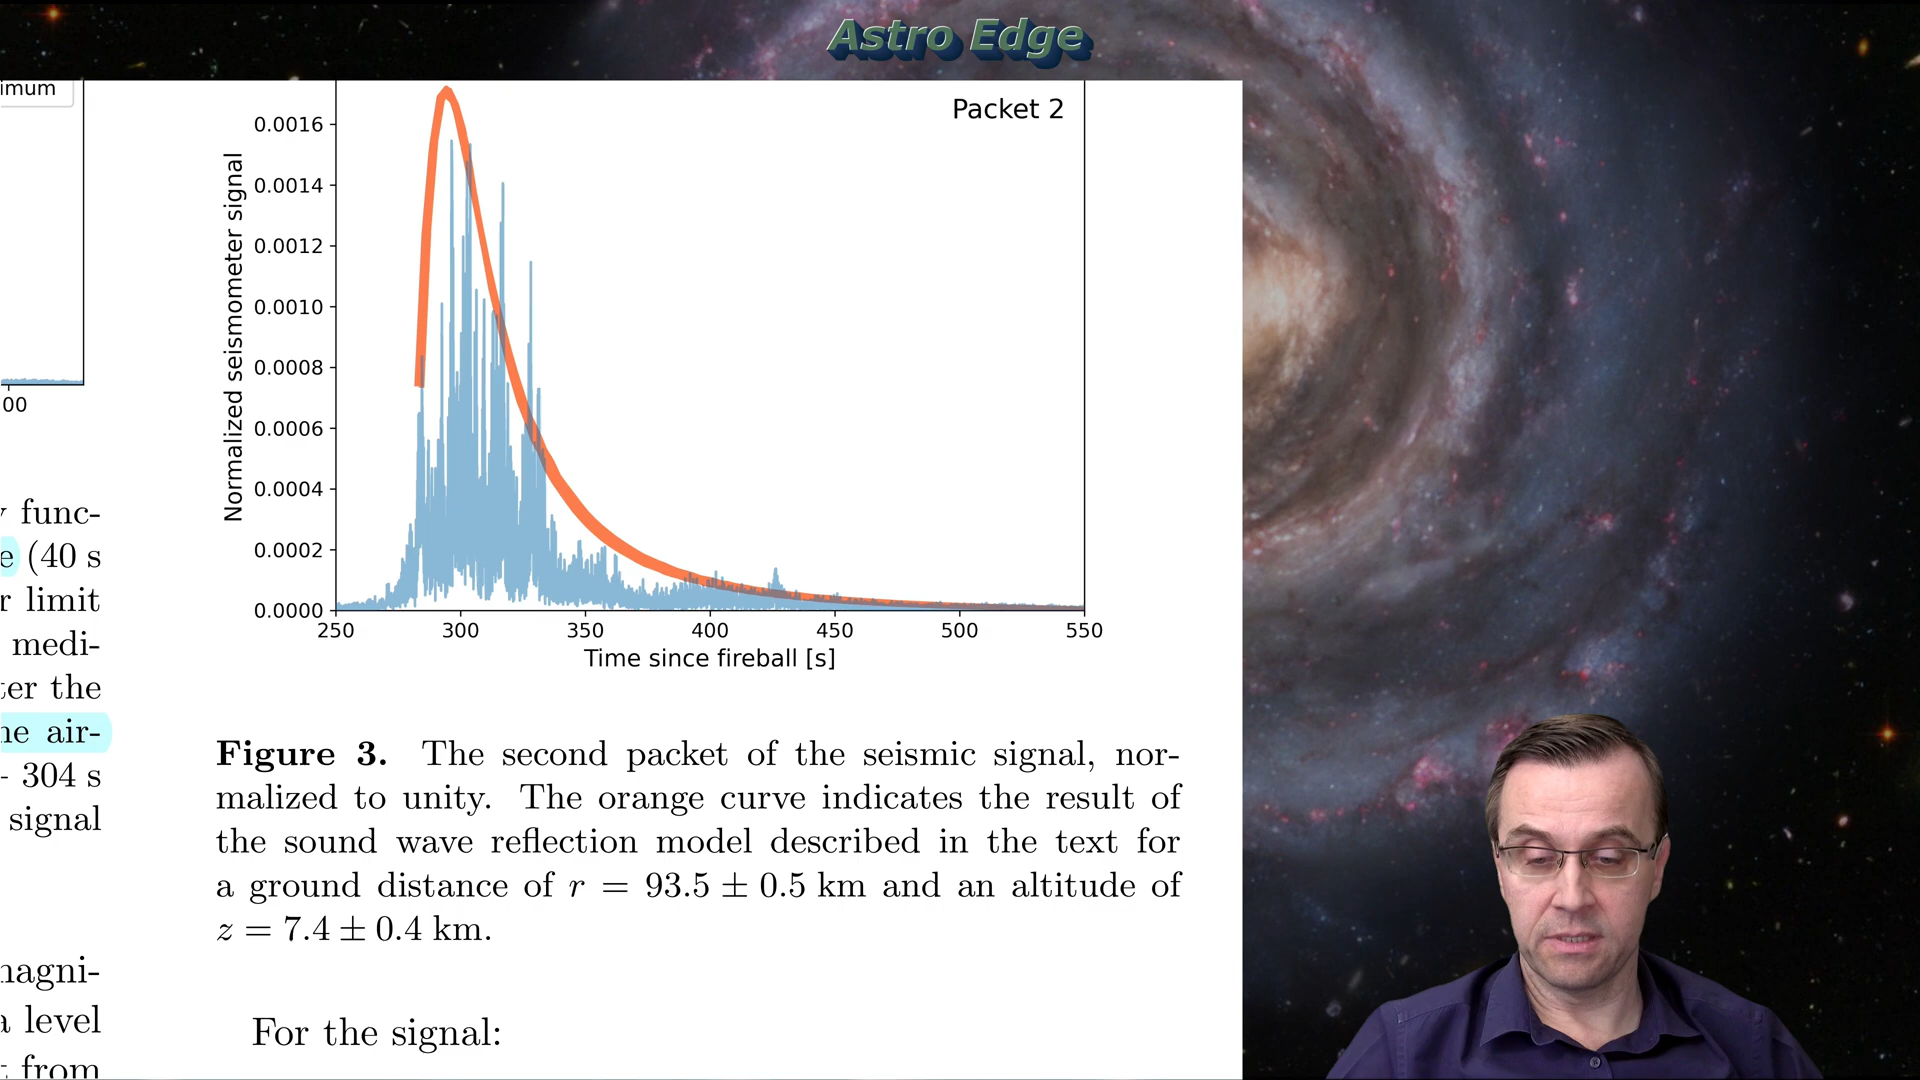 Astro Edge
imum
00
func-
e (40 s
r limit
medi-
ter the
he air-
- 304 s
signal
magni-
a level
t from
Packet 2
Normalized seismometer signal
0.0016
0.0014
0.0012
0.0010
0.0008
0.0006
0.0004
0.0002
0.0000
250 300 350 400 450 500 550
Time since fireball [s]
Figure 3. The second packet of the seismic signal, nor-
malized to unity. The orange curve indicates the result of
the sound wave reflection model described in the text for
a ground distance of r = 93.5 ± 0.5 km and an altitude of
z = 7.4 ± 0.4 km.
For the signal: